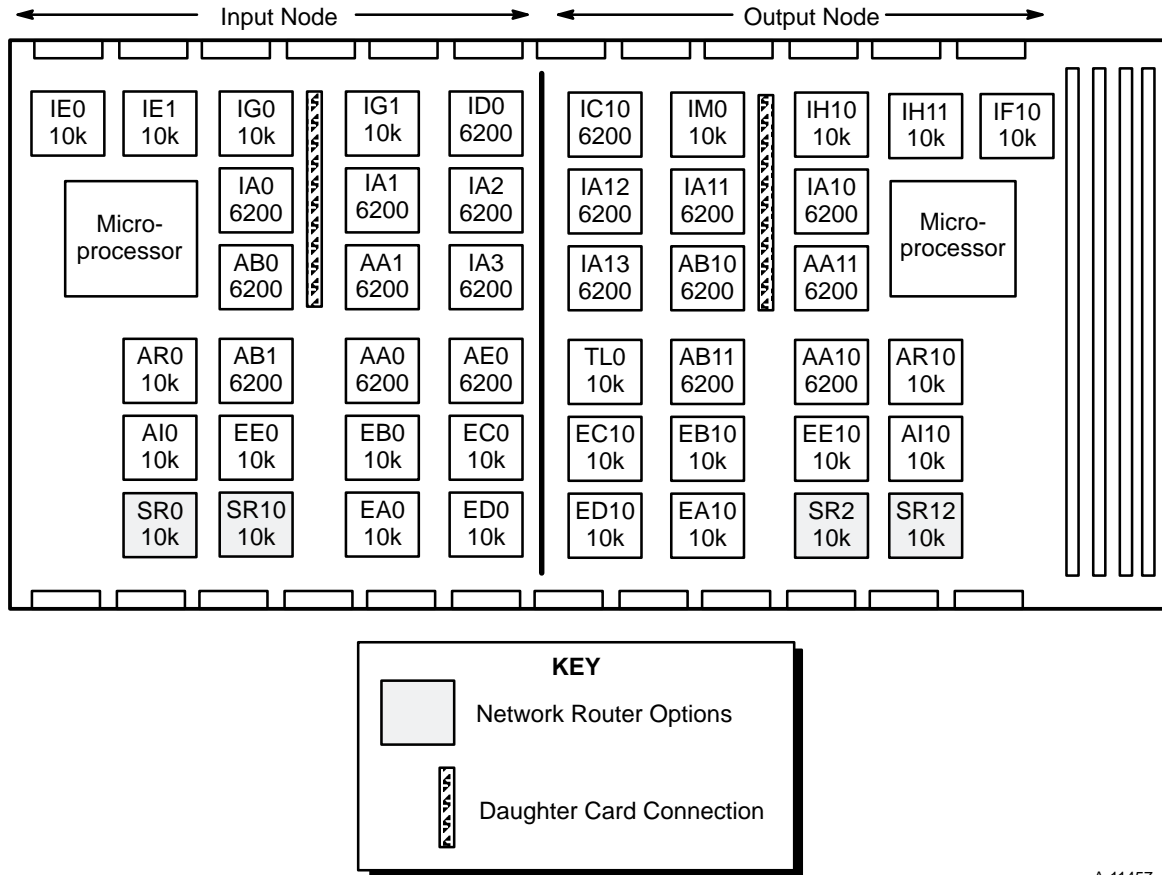 Input Node
Output Node
IE0
10k
IE1
10k
IG0
10k
IG1
10k
ID0
6200
IC10
6200
IM0
10k
IH10
10k
IH11
10k
IF10
10k
Micro-
processor
IA0
6200
IA1
6200
IA2
6200
IA12
6200
IA11
6200
IA10
6200
Micro-
processor
AB0
6200
AA1
6200
IA3
6200
IA13
6200
AB10
6200
AA11
6200
AR0
10k
AB1
6200
AA0
6200
AE0
6200
TL0
10k
AB11
6200
AA10
6200
AR10
10k
AI0
10k
EE0
10k
EB0
10k
EC0
10k
EC10
10k
EB10
10k
EE10
10k
AI10
10k
SR0
10k
SR10
10k
EA0
10k
ED0
10k
ED10
10k
EA10
10k
SR2
10k
SR12
10k
KEY
Network Router Options
Daughter Card Connection